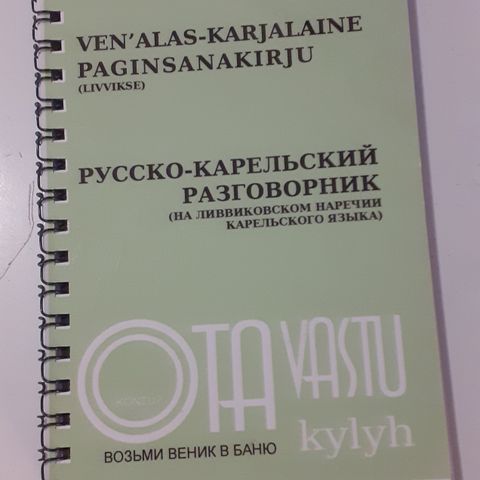 VEN'ALAS-KARJALAINE
PAGINSANAKIRJU
(LIVVIKSE)
РУССКО-КАРЕЛЬСКИЙ
РАЗГОВОРНИК
(НА ЛИВВИКОВСКОМ НАРЕЧИИ
КАРЕЛЬСКОГО ЯЗЫКА)
OTA VASTU
kylyh
ВОЗЬМИ ВЕНИК В БАНЮ